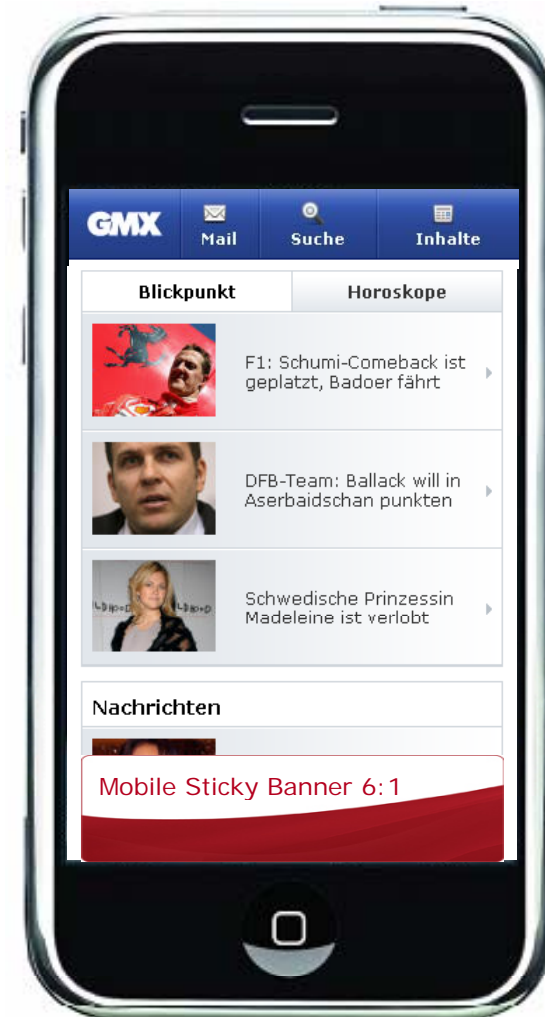 GMX
Mail
Suche
Inhalte
Blickpunkt
Horoskope
F1: Schumi-Comeback ist
geplatzt, Badoer fährt
DFB-Team: Ballack will in
Aserbaidschan punkten
Schwedische Prinzessin
Madeleine ist verlobt
Nachrichten
Mobile Sticky Banner 6:1